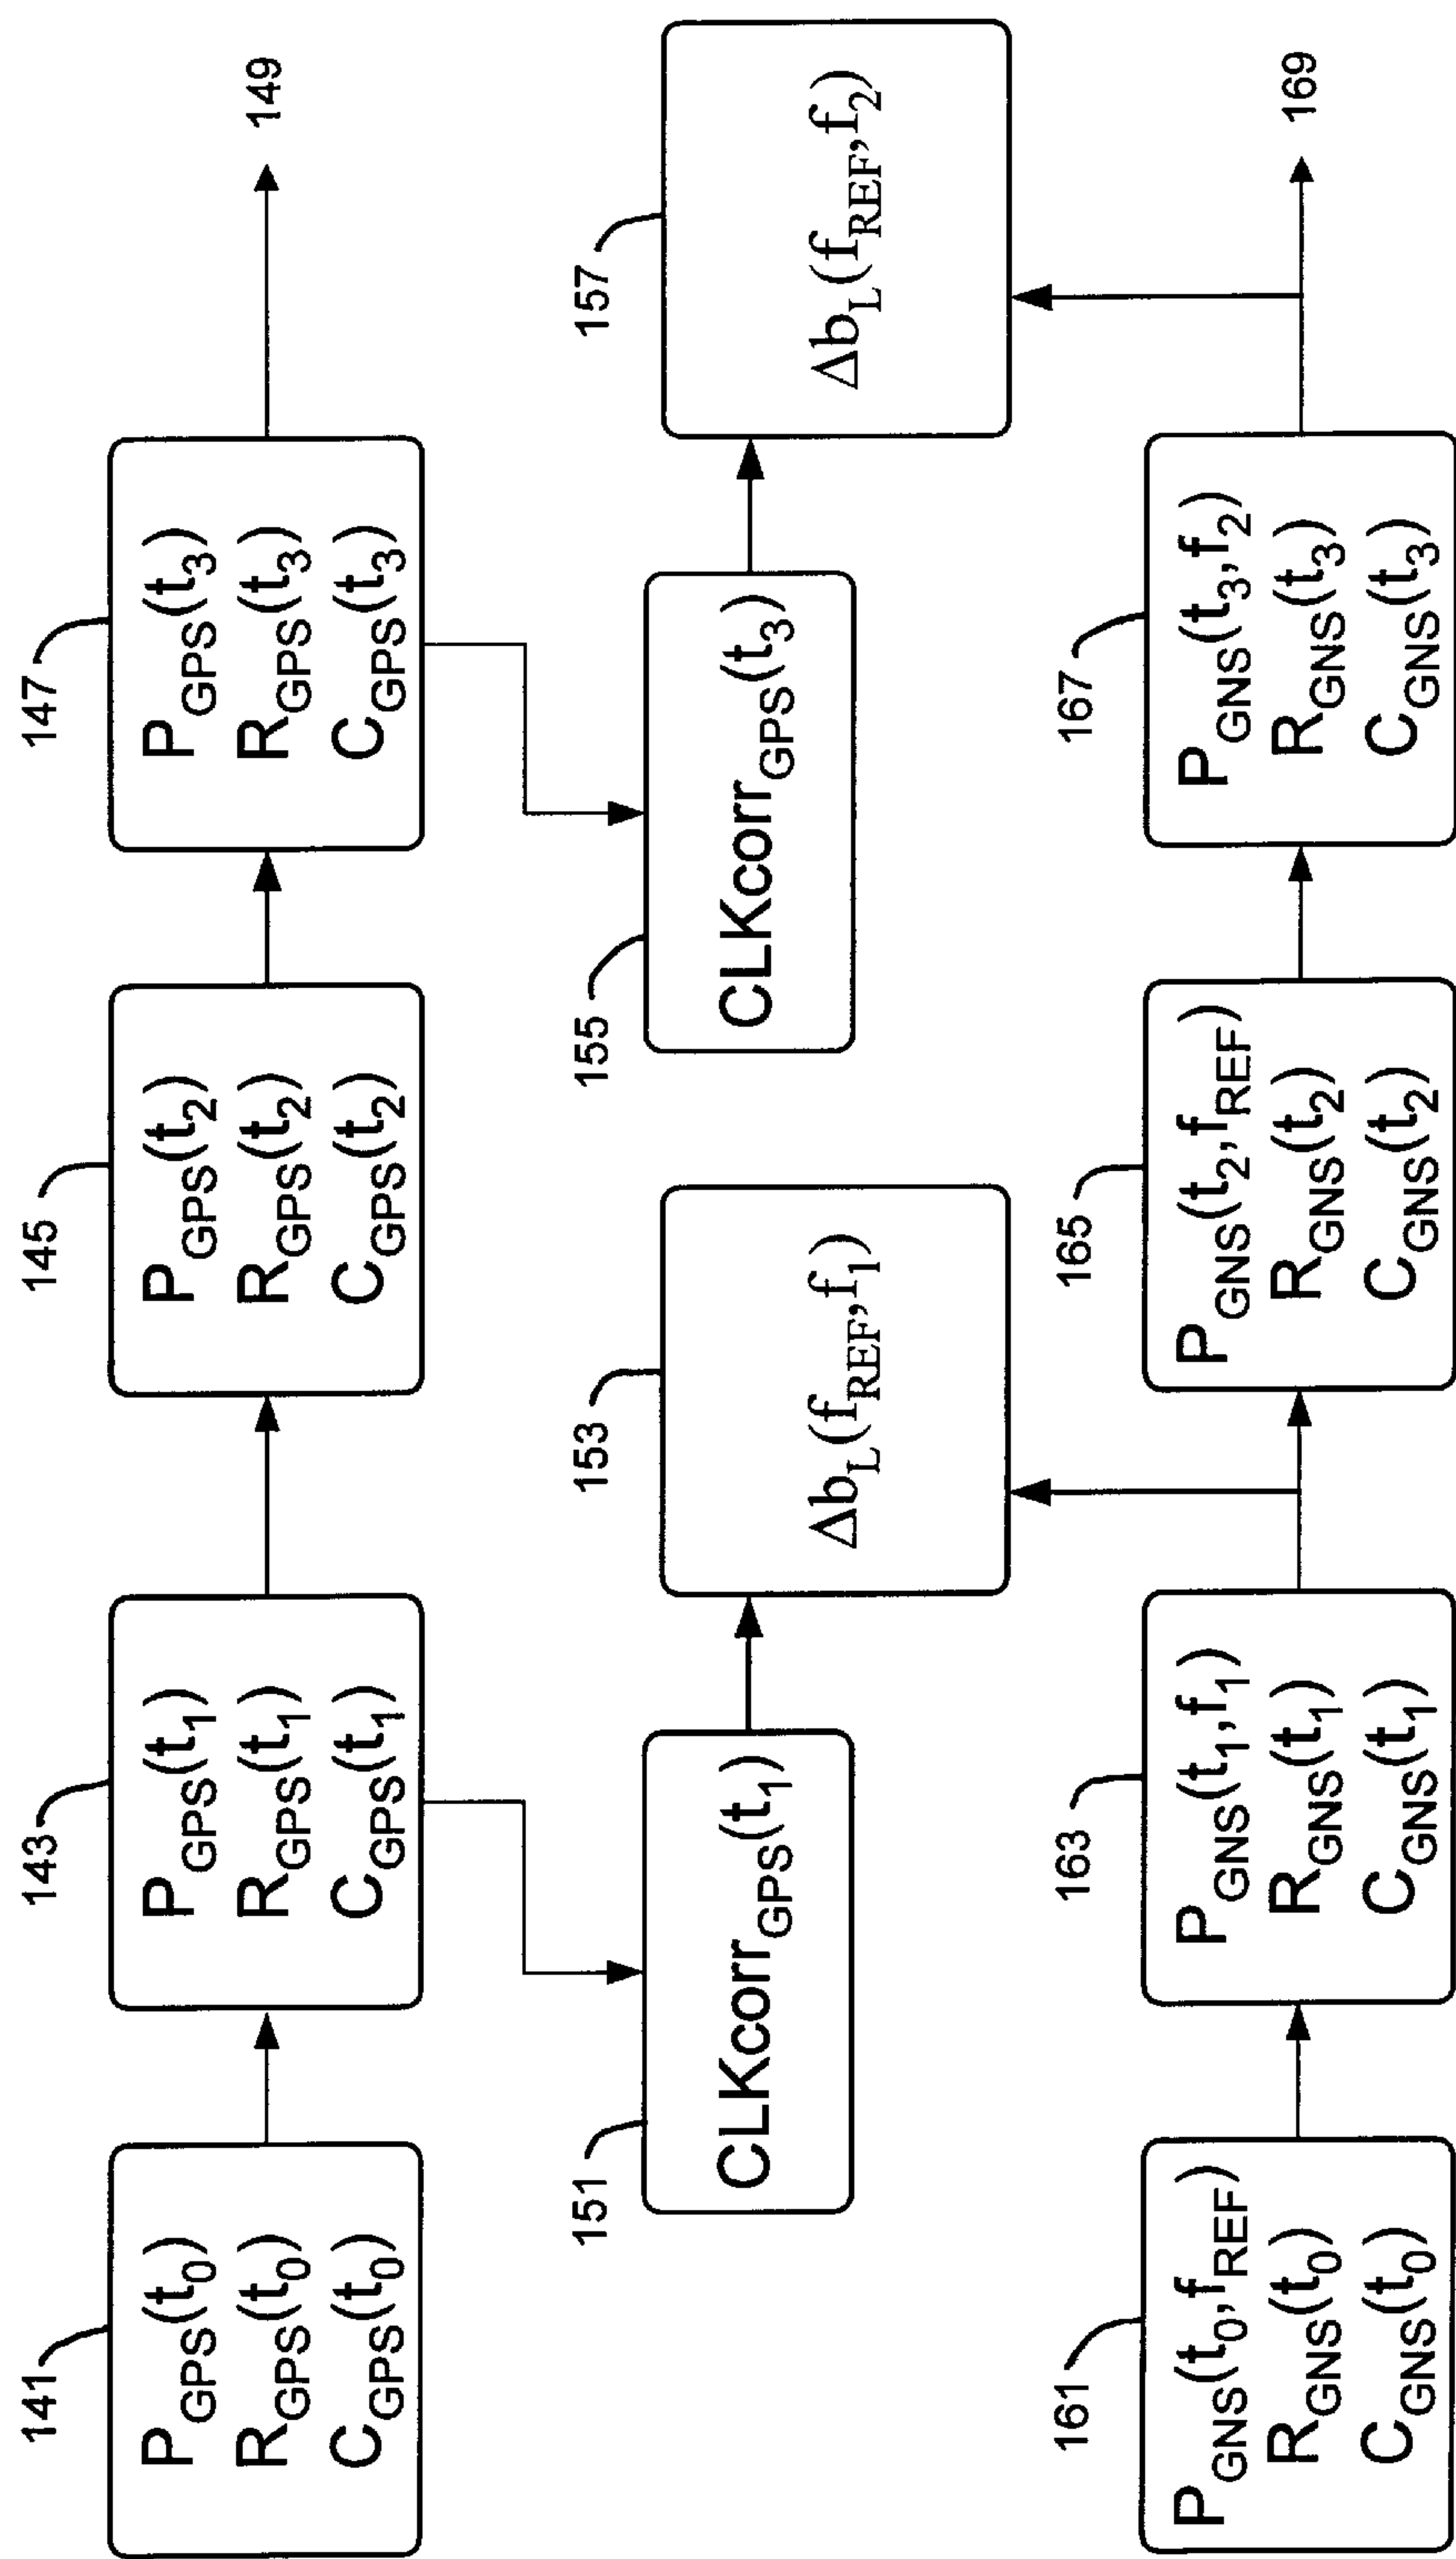 141
P_GPS(t_0)
R_GPS(t_0)
C_GPS(t_0)
143
P_GPS(t_1)
R_GPS(t_1)
C_GPS(t_1)
145
P_GPS(t_2)
R_GPS(t_2)
C_GPS(t_2)
147
P_GPS(t_3)
R_GPS(t_3)
C_GPS(t_3)
149
151
CLKcorr_GPS(t_1)
153
Δb_L(f_REF,f_1)
155
CLKcorr_GPS(t_3)
157
Δb_L(f_REF,f_2)
161
P_GNS(t_0,f_REF)
R_GNS(t_0)
C_GNS(t_0)
163
P_GNS(t_1,f_1)
R_GNS(t_1)
C_GNS(t_1)
165
P_GNS(t_2,f_REF)
R_GNS(t_2)
C_GNS(t_2)
167
P_GNS(t_3,f_2)
R_GNS(t_3)
C_GNS(t_3)
169